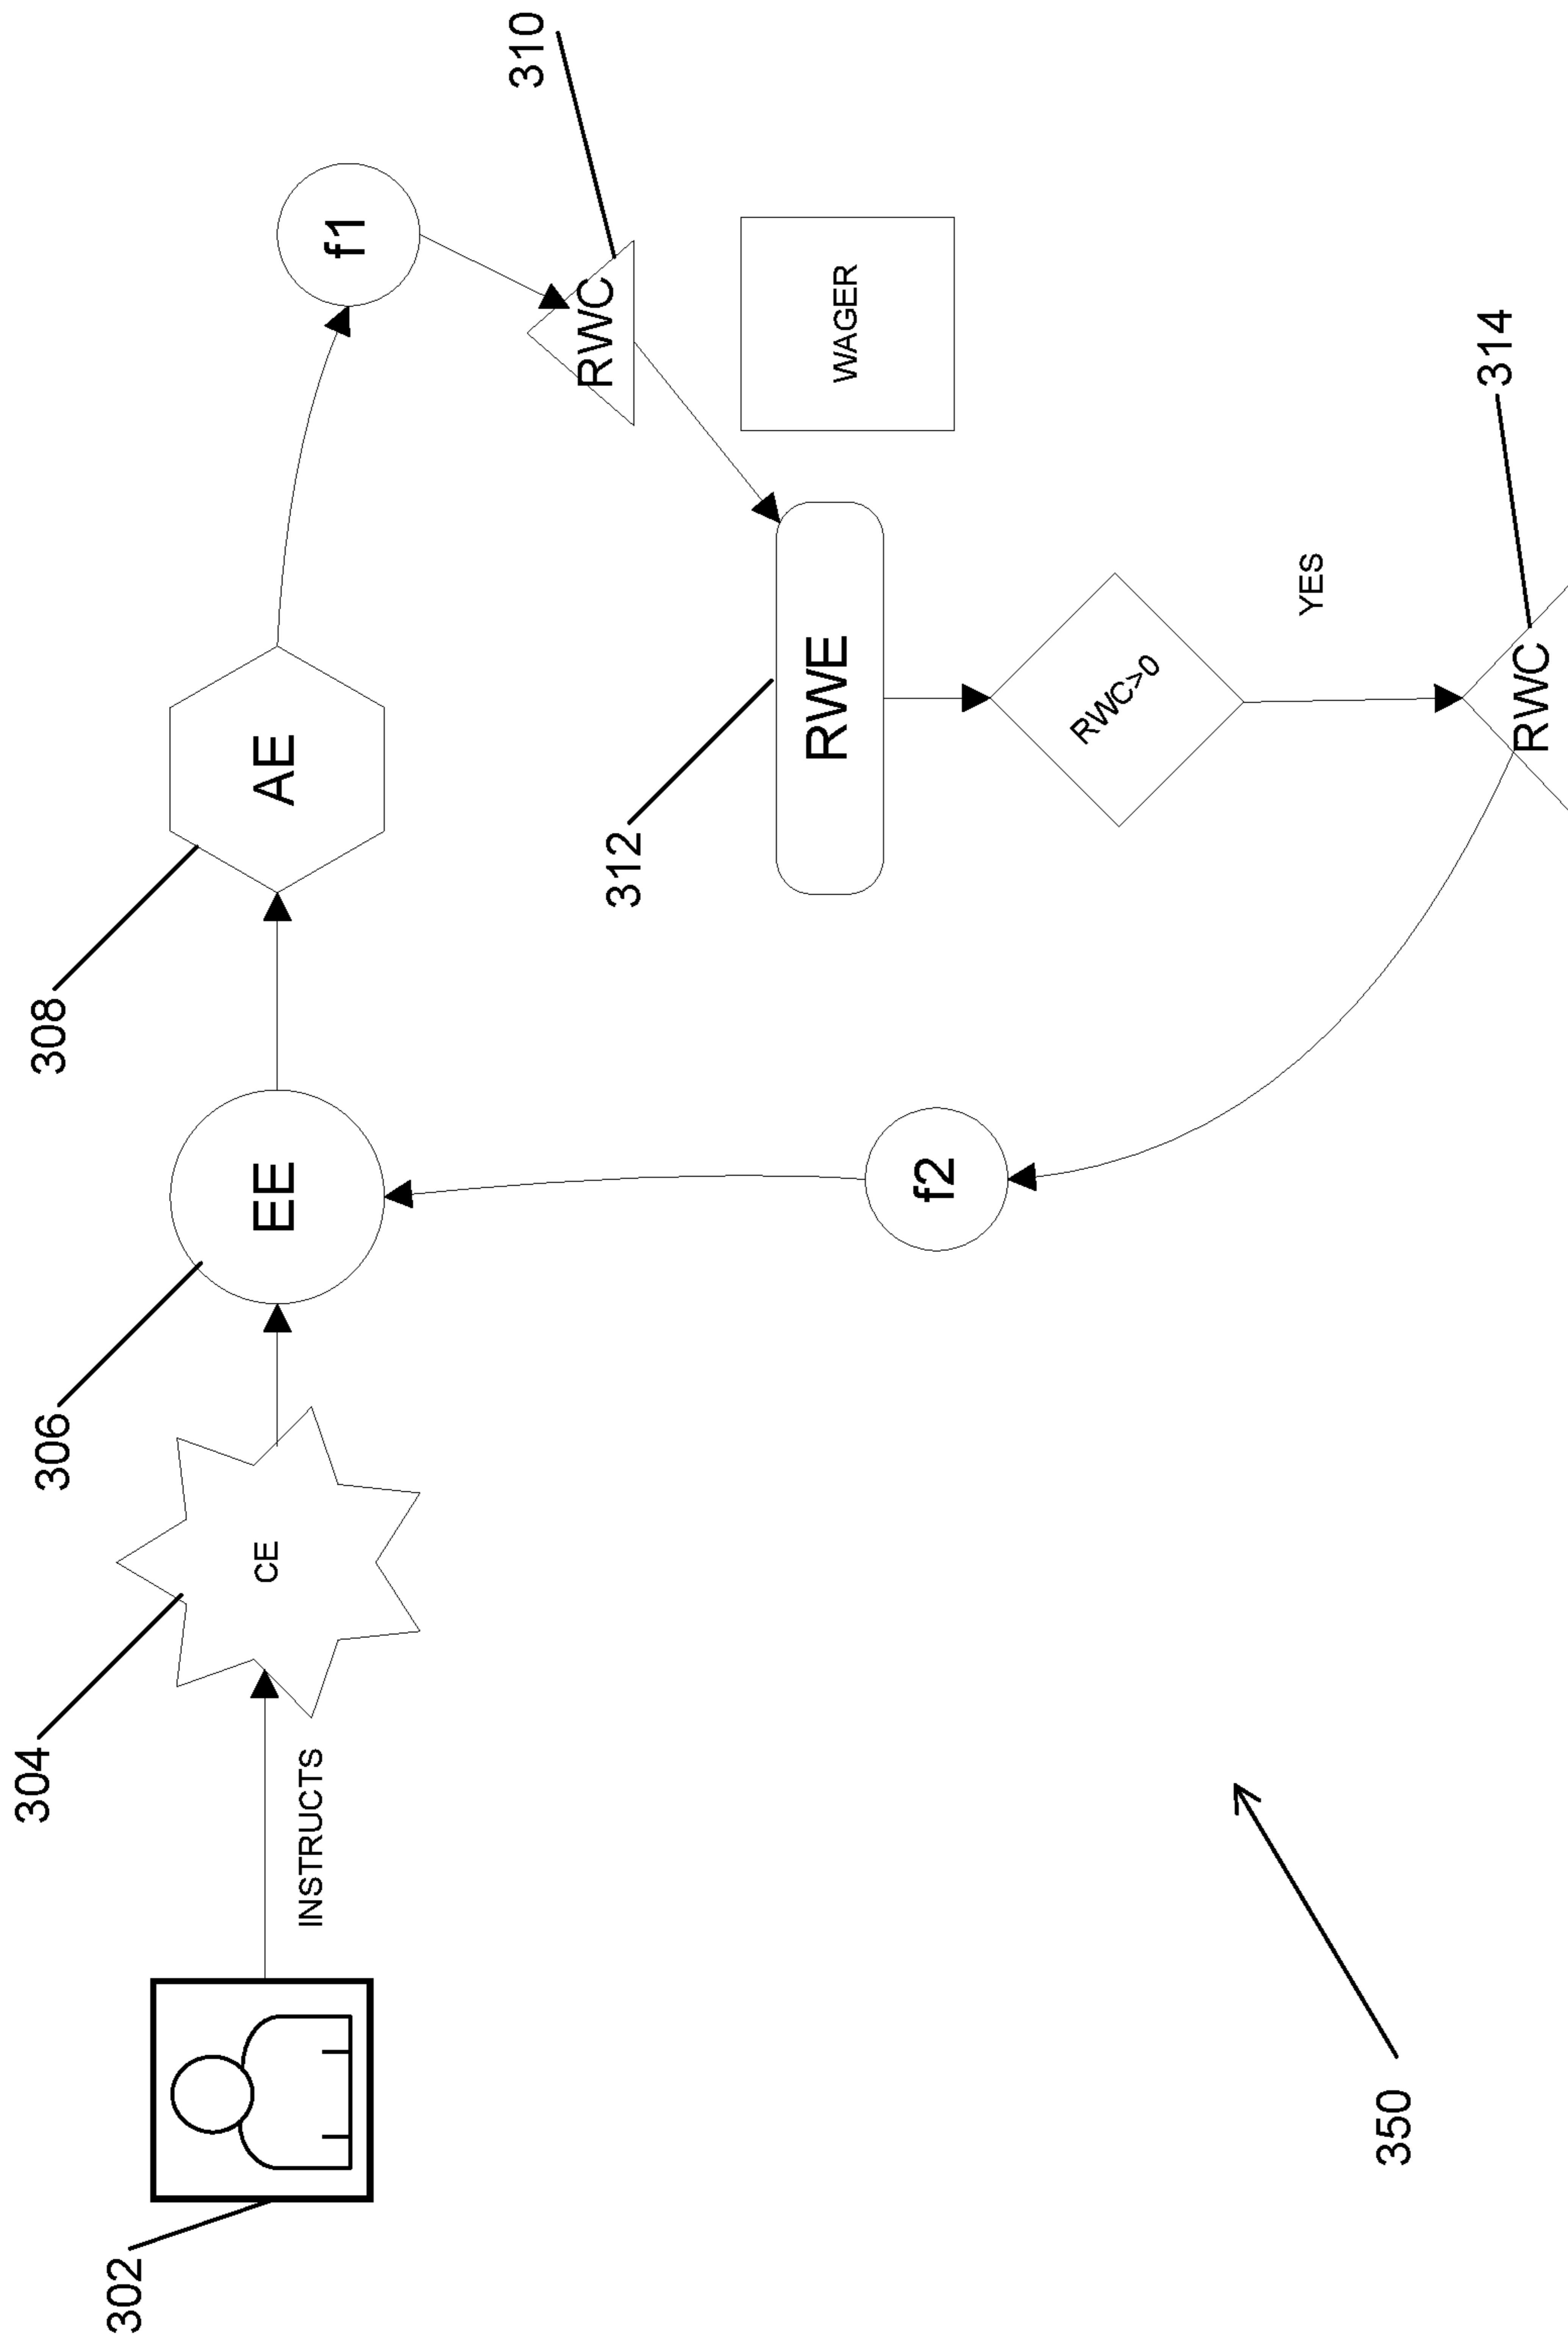 302
INSTRUCTS
304
CE
306
EE
308
AE
f1
310
RWC
WAGER
312
RWE
RWC>0
YES
314
RWC
f2
350